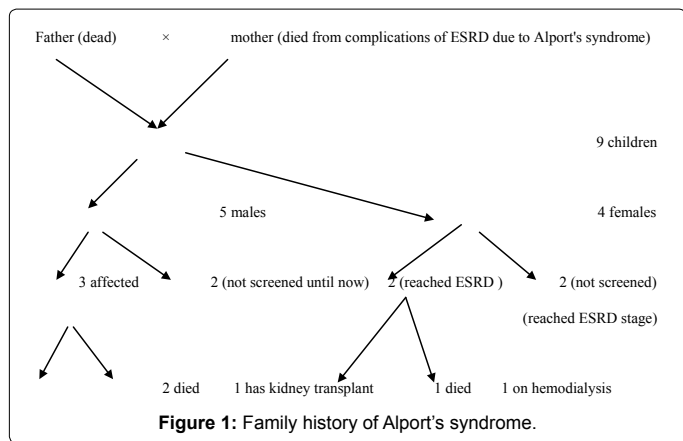 Father (dead) × mother (died from complications of ESRD due to Alport's syndrome)
9 children
5 males 4 females
3 affected 2 (not screened until now) 2 (reached ESRD ) 2 (not screened)
(reached ESRD stage)
2 died 1 has kidney transplant 1 died 1 on hemodialysis
Figure 1: Family history of Alport’s syndrome.